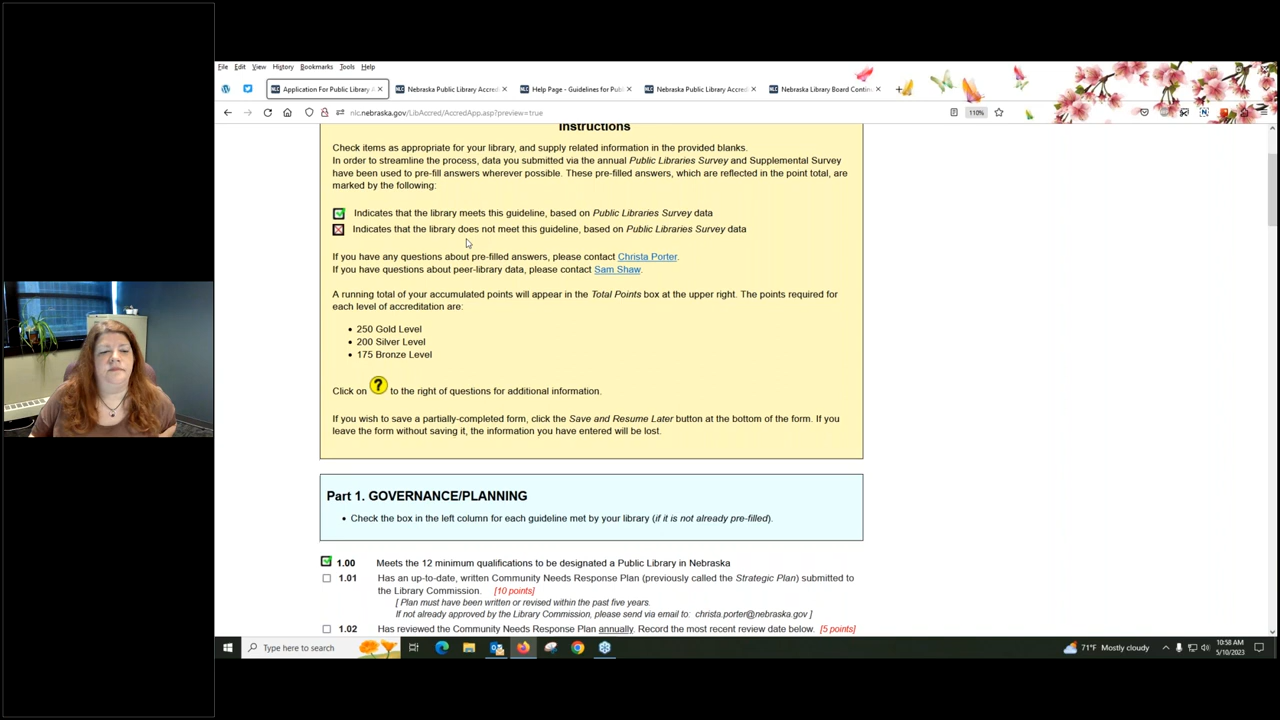 File Edit View History Bookmarks Tools Help
Application For Public Library A
Nebraska Public Library Accred
Help Page - Guidelines for Publ
Nebraska Public Library Accred
Nebraska Library Board Contin
nlc.nebraska.gov/LibAccred/AccredApp.asp?preview=true
110%
Instructions
Check items as appropriate for your library, and supply related information in the provided blanks.
In order to streamline the process, data you submitted via the annual Public Libraries Survey and Supplemental Survey
have been used to pre-fill answers wherever possible. These pre-filled answers, which are reflected in the point total, are
marked by the following:
Indicates that the library meets this guideline, based on Public Libraries Survey data
Indicates that the library does not meet this guideline, based on Public Libraries Survey data
If you have any questions about pre-filled answers, please contact Christa Porter.
If you have questions about peer-library data, please contact Sam Shaw.
A running total of your accumulated points will appear in the Total Points box at the upper right. The points required for
each level of accreditation are:
• 250 Gold Level
• 200 Silver Level
• 175 Bronze Level
Click on ? to the right of questions for additional information.
If you wish to save a partially-completed form, click the Save and Resume Later button at the bottom of the form. If you
leave the form without saving it, the information you have entered will be lost.
Part 1. GOVERNANCE/PLANNING
• Check the box in the left column for each guideline met by your library (if it is not already pre-filled).
1.00 Meets the 12 minimum qualifications to be designated a Public Library in Nebraska
1.01 Has an up-to-date, written Community Needs Response Plan (previously called the Strategic Plan) submitted to
the Library Commission. [10 points]
[ Plan must have been written or revised within the past five years.
If not already approved by the Library Commission, please send via email to: christa.porter@nebraska.gov ]
1.02 Has reviewed the Community Needs Response Plan annually. Record the most recent review date below. [5 points]
Type here to search
71°F Mostly cloudy
10:58 AM
5/10/2023